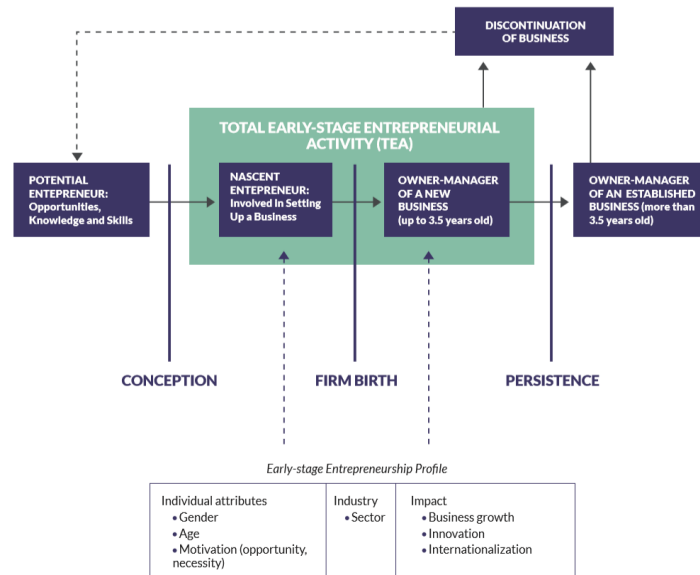 DISCONTINUATION
OF BUSINESS
TOTAL EARLY-STAGE ENTREPRENEURIAL
ACTIVITY (TEA)
POTENTIAL
ENTEPRENEUR:
Opportunities,
Knowledge and Skills
NASCENT
ENTEPRENEUR:
Involved in Setting
Up a Business
OWNER-MANAGER
OF A NEW
BUSINESS
(up to 3.5 years old)
OWNER-MANAGER
OF AN ESTABLISHED
BUSINESS (more than
3.5 years old)
CONCEPTION
FIRM BIRTH
PERSISTENCE
Early-stage Entrepreneurship Profile
Individual attributes
• Gender
• Age
• Motivation (opportunity,
necessity)
Industry
• Sector
Impact
• Business growth
• Innovation
• Internationalization